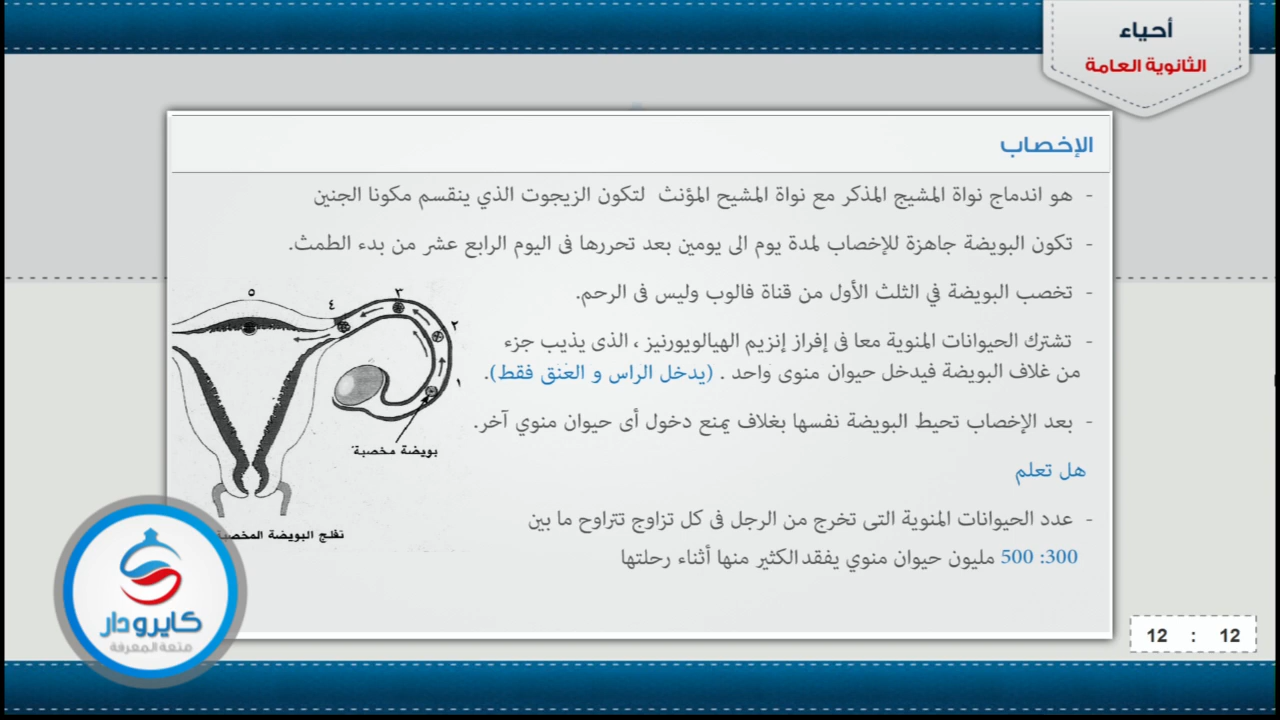 أحياء
الثانوية العامة
الإخصاب
- هو اندماج نواة المشيج المذكر مع نواة المشيح المؤنث لتكون الزيجوت الذي ينقسم مكونا الجنين
- تكون البويضة جاهزة للإخصاب لمدة يوم الى يومين بعد تحررها فى اليوم الرابع عشر من بدء الطمث.
- تخصب البويضة في الثلث الأول من قناة فالوب وليس فى الرحم.
- تشترك الحيوانات المنوية معا فى إفراز إنزيم الهيالويورنيز ، الذى يذيب جزء
من غلاف البويضة فيدخل حيوان منوى واحد . (يدخل الراس و العنق فقط).
- بعد الإخصاب تحيط البويضة نفسها بغلاف يمنع دخول أى حيوان منوي آخر.
هل تعلم
- عدد الحيوانات المنوية التى تخرج من الرجل فى كل تزاوج تتراوح ما بين
300: 500 مليون حيوان منوي يفقد الكثير منها أثناء رحلتها
٥
٤
٣
٢
١
بويضة مخصبة
تفلج البويضة المخصبة
كايرودار
متعة المعرفة
12 : 12